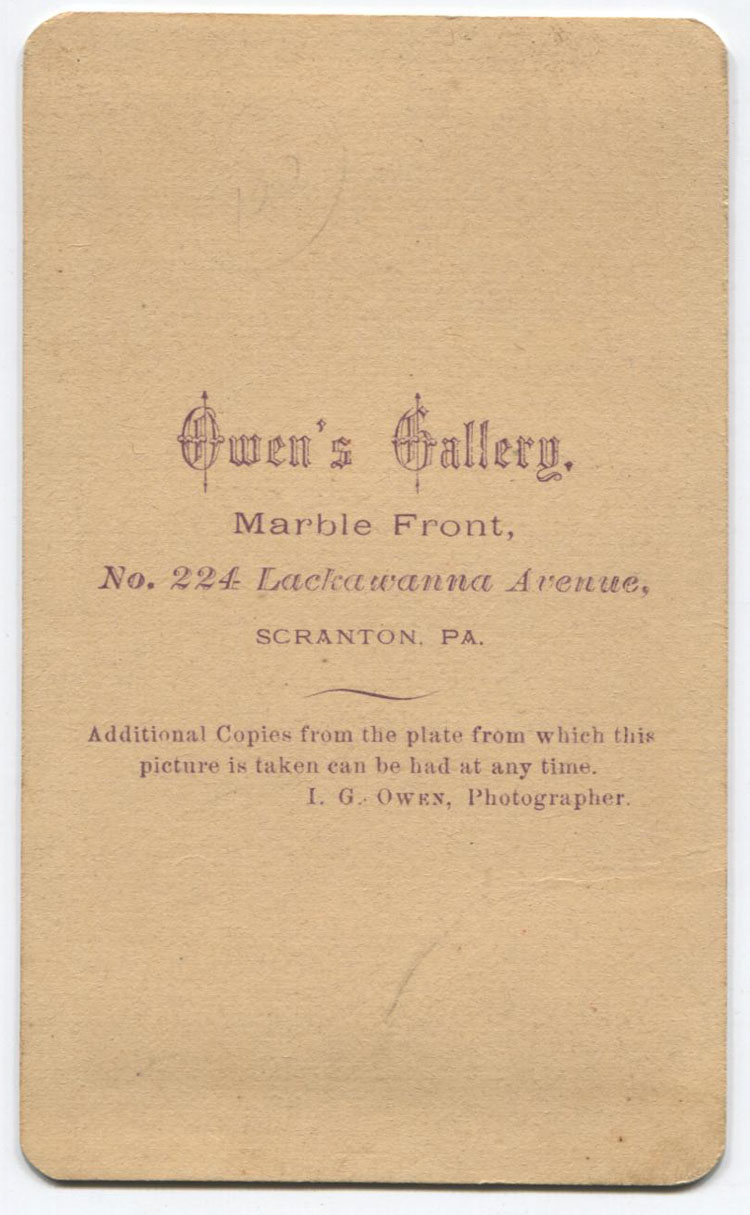 Owen's Gallery.
Marble Front,
No. 224 Lackawanna Avenue,
SCRANTON, PA.
Additional Copies from the plate from which this
picture is taken can be had at any time.
I. G. OWEN, Photographer.